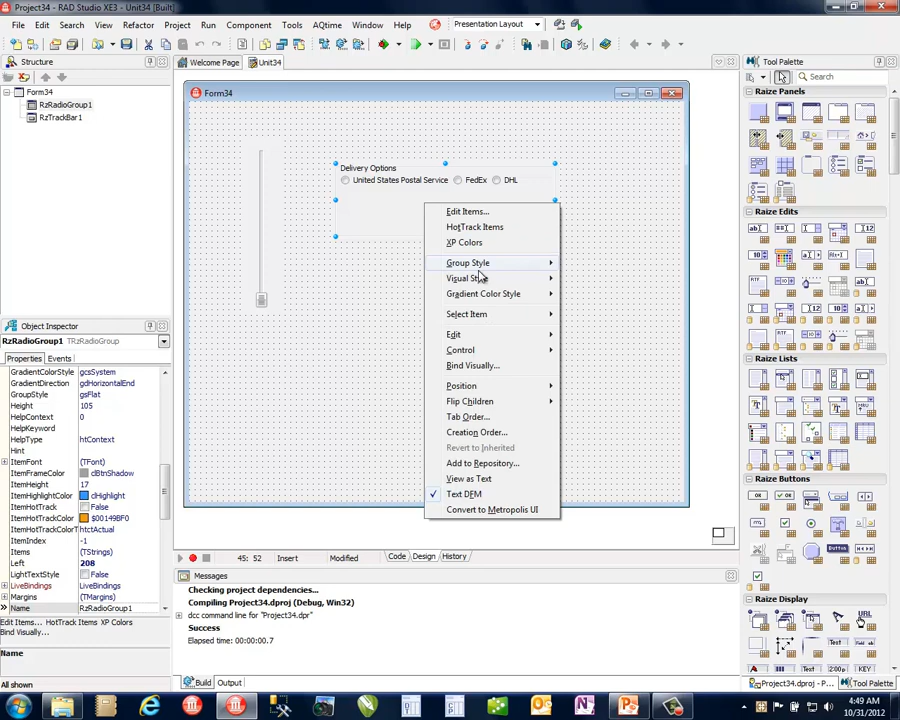 Project34 - RAD Studio XE3 - Unit34 [Built]
File Edit Search View Refactor Project Run Component Tools AQtime Window Help Presentation Layout
Structure
Welcome Page Unit34
Tool Palette
Search
Form34
RzRadioGroup1
RzTrackBar1
Form34
Delivery Options
United States Postal Service FedEx DHL
Edit Items...
HotTrack Items
XP Colors
Group Style
Visual Style
Gradient Color Style
Select Item
Edit
Control
Bind Visually...
Position
Flip Children
Tab Order...
Creation Order...
Revert to Inherited
Add to Repository...
View as Text
Text DFM
Convert to Metropolis UI
Raize Panels
Raize Edits
Raize Lists
Raize Buttons
Raize Display
Object Inspector
RzRadioGroup1 TRzRadioGroup
Properties Events
GradientColorStyle gcsSystem
GradientDirection gdHorizontalEnd
GroupStyle gsFlat
Height 105
HelpContext 0
HelpKeyword
HelpType htContext
Hint
ItemFont (TFont)
ItemFrameColor clBtnShadow
ItemHeight 17
ItemHighlightColor clHighlight
ItemHotTrack False
ItemHotTrackColor $00149BF0
ItemHotTrackColor htctActual
ItemIndex -1
Items (TStrings)
Left 208
LightTextStyle False
LiveBindings LiveBindings
Margins (TMargins)
Name RzRadioGroup1
Edit Items... HotTrack Items XP Colors
Bind Visually...
Name
All shown
45: 52 Insert Modified Code Design History
Messages
Checking project dependencies...
Compiling Project34.dproj (Debug, Win32)
dcc command line for "Project34.dpr"
Success
Elapsed time: 00:00:00.7
Build Output
Project34.dproj - P... Tool Palette
4:49 AM
10/31/2012